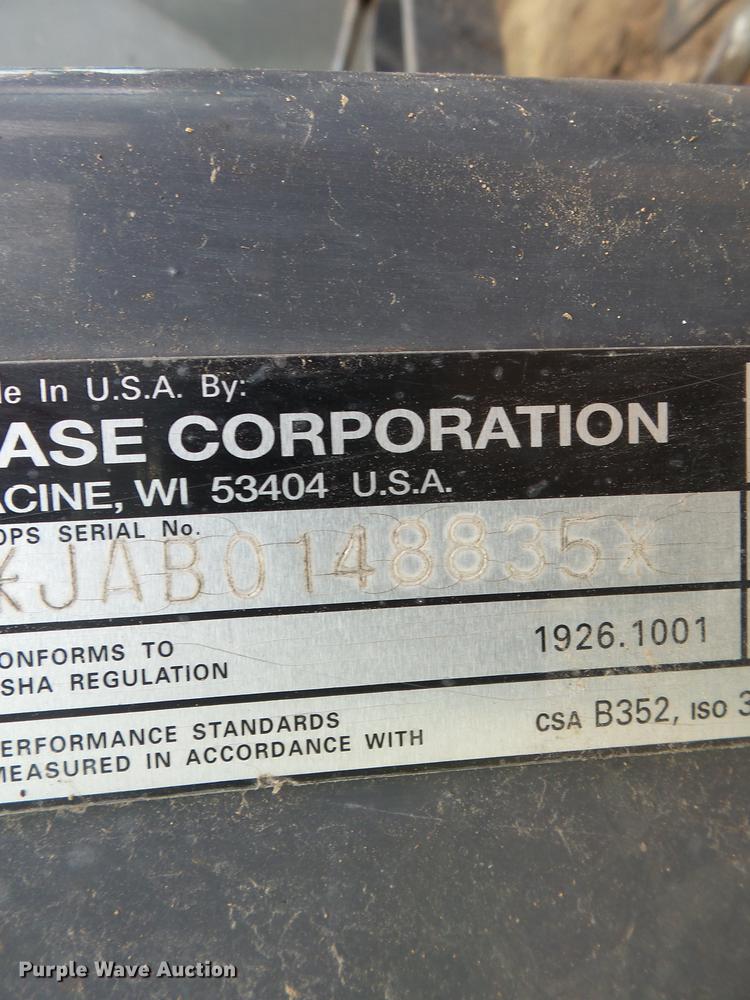 de In U.S.A. By:
ASE CORPORATION
ACINE, WI 53404 U.S.A.
OPS SERIAL No.
*JAB0148835*
ONFORMS TO
SHA REGULATION
1926.1001
ERFORMANCE STANDARDS
MEASURED IN ACCORDANCE WITH
CSA B352, ISO 3
Purple Wave Auction